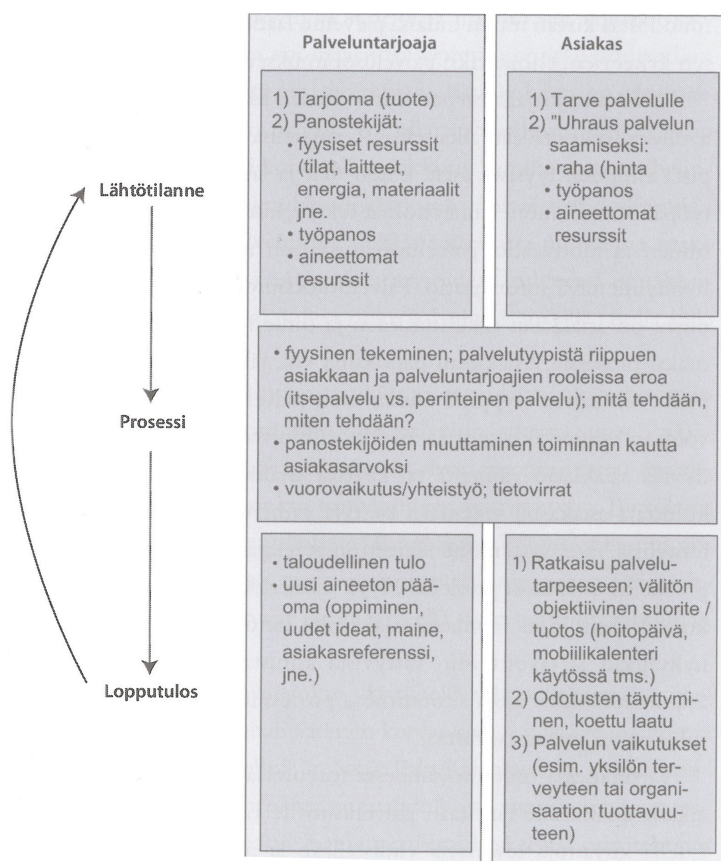 Palveluntarjoaja
Asiakas
Lähtötilanne
1) Tarjooma (tuote)
2) Panostekijät:
• fyysiset resurssit
(tilat, laitteet,
energia, materiaalit
jne.
• työpanos
• aineettomat
resurssit
1) Tarve palvelulle
2) "Uhraus palvelun
saamiseksi:
• raha (hinta
• työpanos
• aineettomat
resurssit
Prosessi
• fyysinen tekeminen; palvelutyypistä riippuen
asiakkaan ja palveluntarjoajien rooleissa eroa
(itsepalvelu vs. perinteinen palvelu); mitä tehdään,
miten tehdään?
• panostekijöiden muuttaminen toiminnan kautta
asiakasarvoksi
• vuorovaikutus/yhteistyö; tietovirrat
Lopputulos
• taloudellinen tulo
• uusi aineeton pää-
oma (oppiminen,
uudet ideat, maine,
asiakasreferenssi,
jne.)
1) Ratkaisu palvelu-
tarpeeseen; välitön
objektiivinen suorite /
tuotos (hoitopäivä,
mobiilikalenteri
käytössä tms.)
2) Odotusten täyttymi-
nen, koettu laatu
3) Palvelun vaikutukset
(esim. yksilön ter-
veyteen tai organi-
saation tuottavuu-
teen)